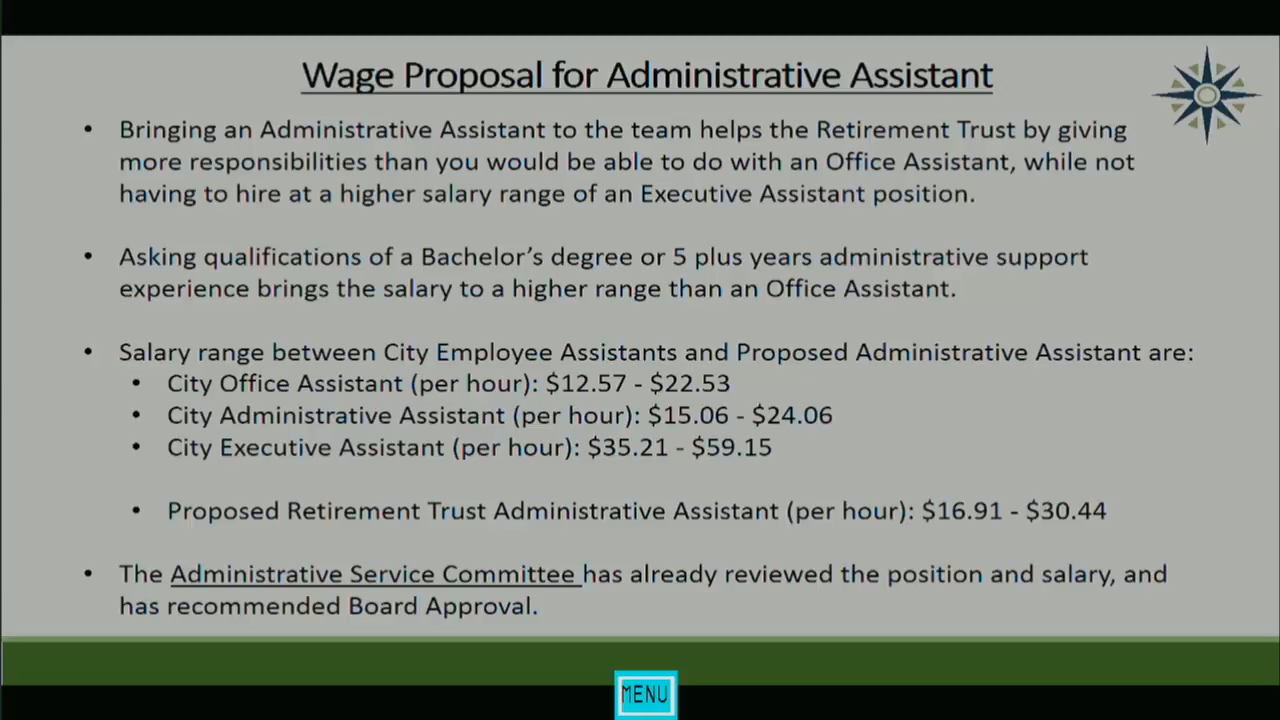 Wage Proposal for Administrative Assistant
• Bringing an Administrative Assistant to the team helps the Retirement Trust by giving
more responsibilities than you would be able to do with an Office Assistant, while not
having to hire at a higher salary range of an Executive Assistant position.
• Asking qualifications of a Bachelor's degree or 5 plus years administrative support
experience brings the salary to a higher range than an Office Assistant.
• Salary range between City Employee Assistants and Proposed Administrative Assistant are:
• City Office Assistant (per hour): $12.57 - $22.53
• City Administrative Assistant (per hour): $15.06 - $24.06
• City Executive Assistant (per hour): $35.21 - $59.15
• Proposed Retirement Trust Administrative Assistant (per hour): $16.91 - $30.44
• The Administrative Service Committee has already reviewed the position and salary, and
has recommended Board Approval.
MENU